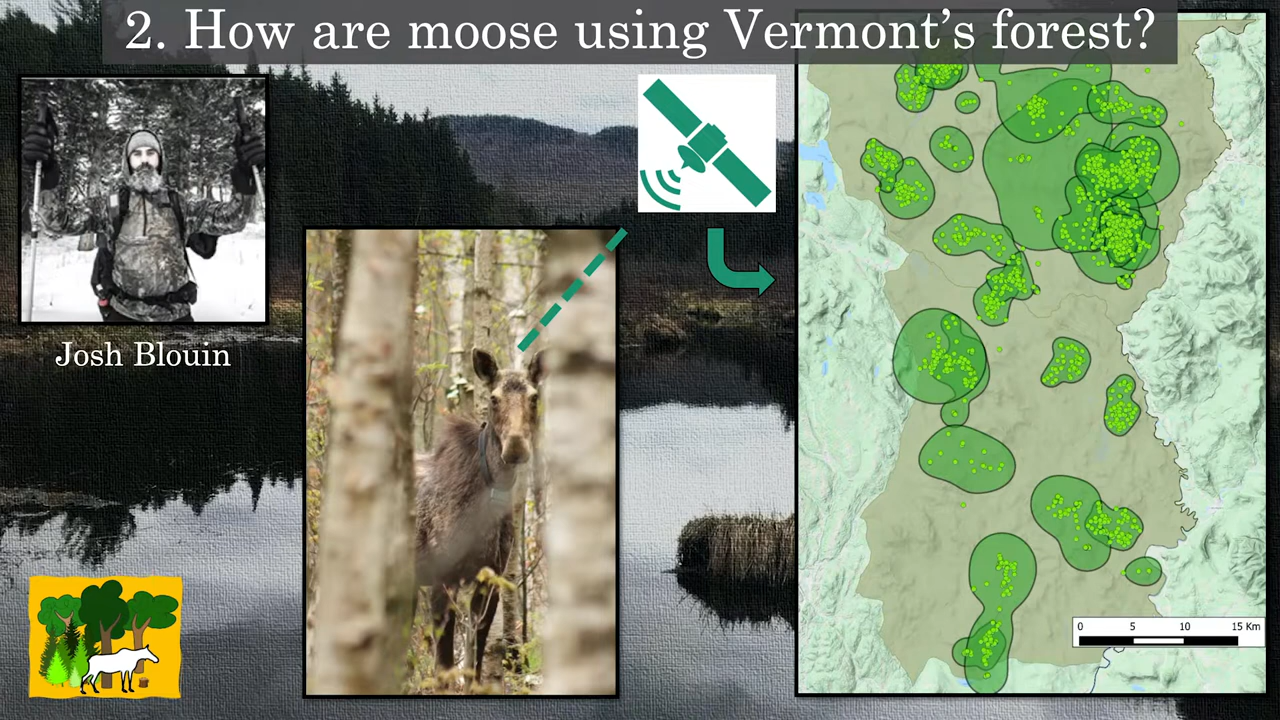 2. How are moose using Vermont’s forest?
Josh Blouin
0 5 10 15 Km